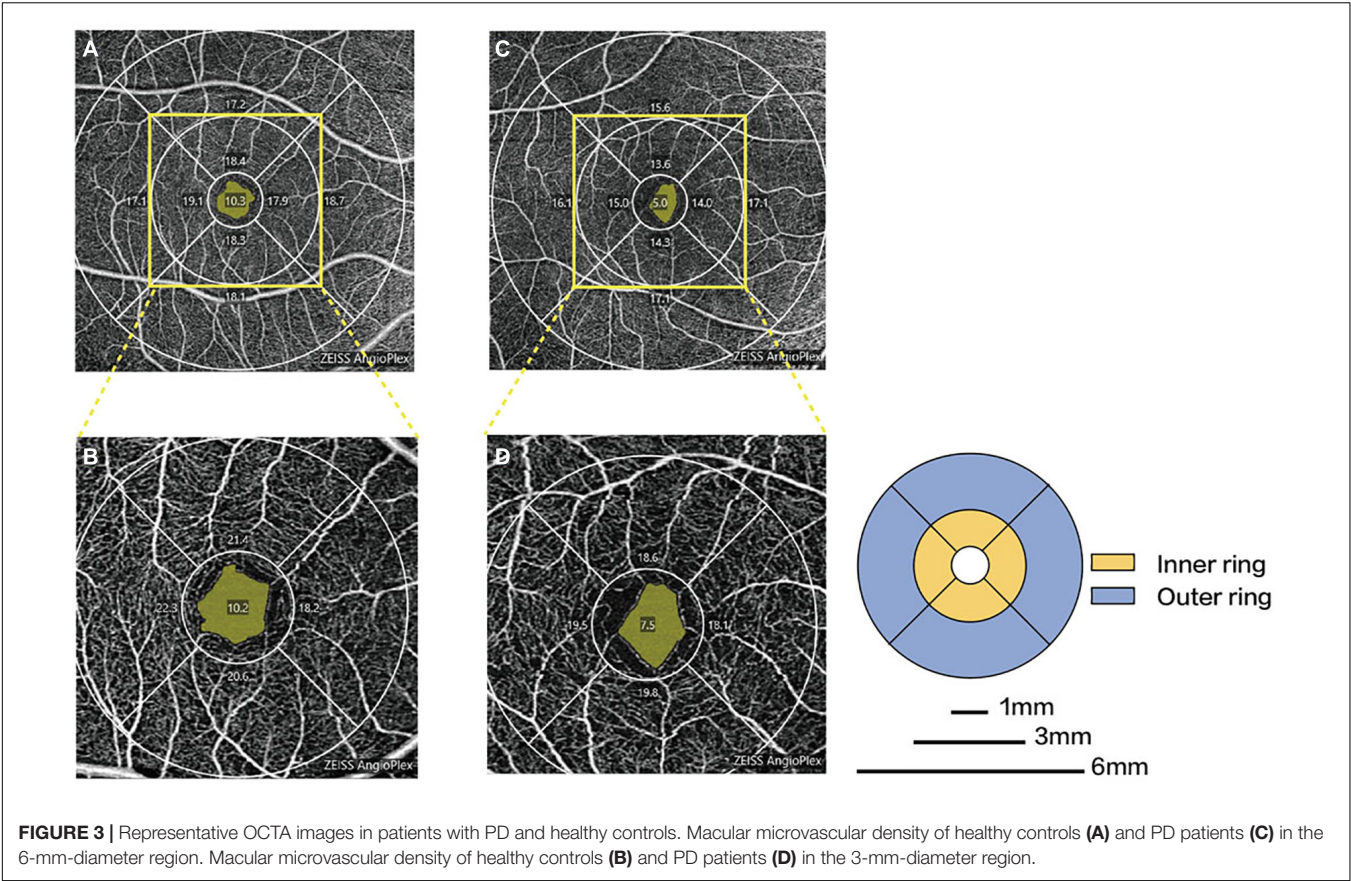 A
17.2
18.4
17.1 19.1 10.3 17.9 18.7
18.3
18.1
ZEISS AngioPlex
C
15.6
13.6
16.1 15.0 5.0 14.0 17.1
14.3
17.1
ZEISS AngioPlex
B
21.4
22.3 10.2 18.2
20.6
ZEISS AngioPlex
D
18.6
19.5 7.5 18.1
19.8
ZEISS AngioPlex
Inner ring
Outer ring
1mm
3mm
6mm
FIGURE 3 | Representative OCTA images in patients with PD and healthy controls. Macular microvascular density of healthy controls (A) and PD patients (C) in the
6-mm-diameter region. Macular microvascular density of healthy controls (B) and PD patients (D) in the 3-mm-diameter region.